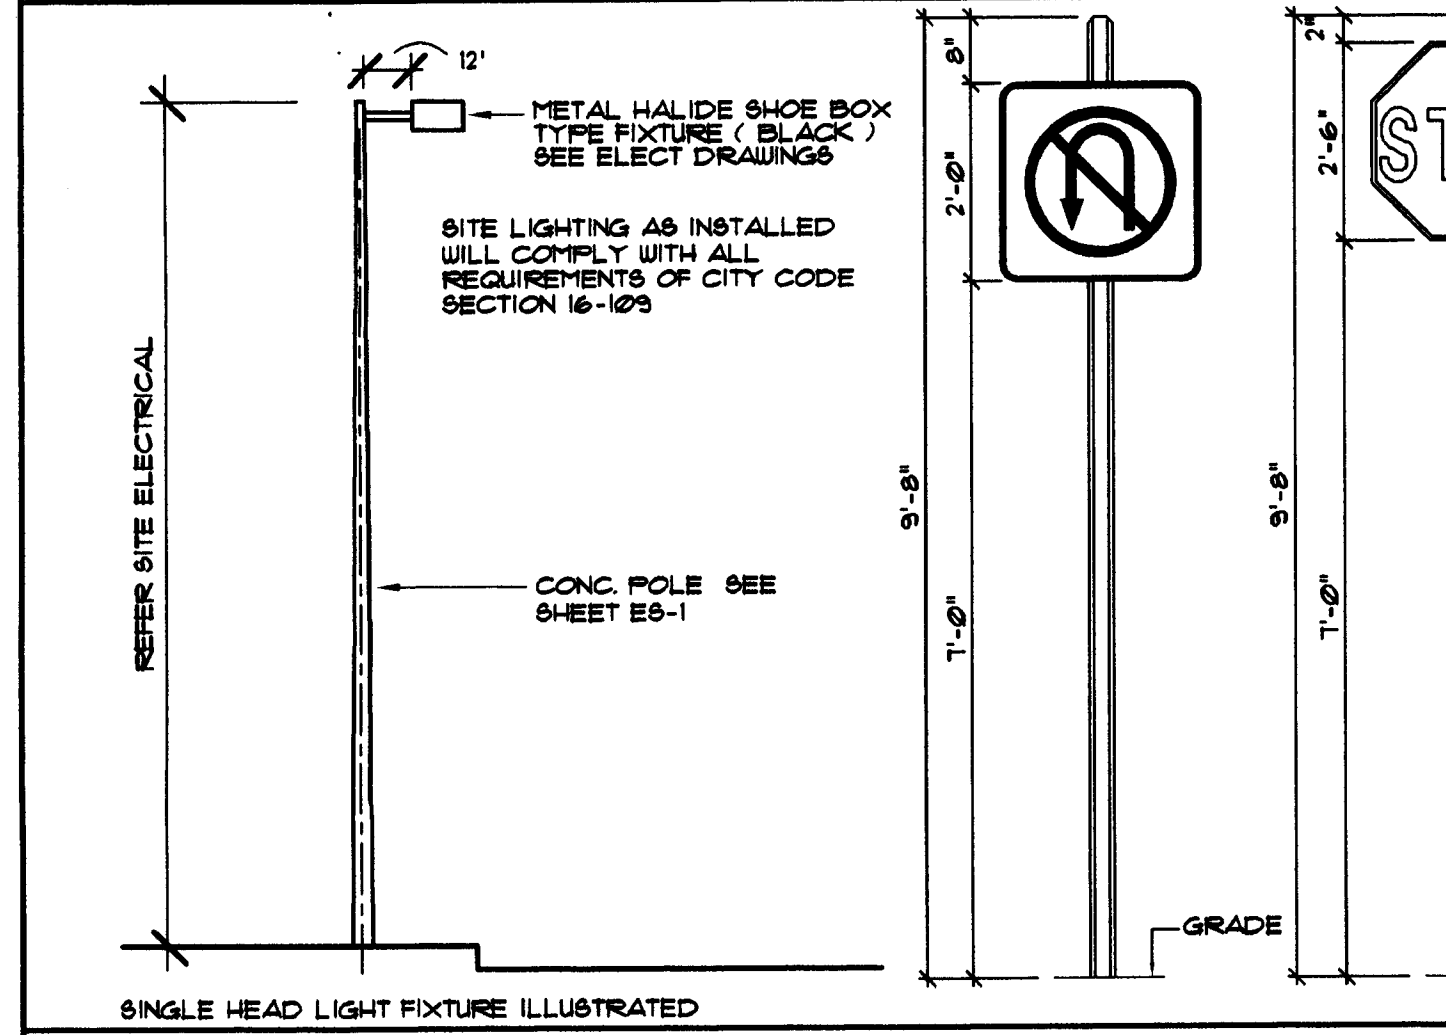 12'
METAL HALIDE SHOE BOX
TYPE FIXTURE ( BLACK )
SEE ELECT DRAWINGS
SITE LIGHTING AS INSTALLED
WILL COMPLY WITH ALL
REQUIREMENTS OF CITY CODE
SECTION 16-109
REFER SITE ELECTRICAL
CONC. POLE SEE
SHEET ES-1
SINGLE HEAD LIGHT FIXTURE ILLUSTRATED
8"
2'-0"
9'-8"
7'-0"
GRADE
2"
2'-6"
9'-8"
7'-0"
ST